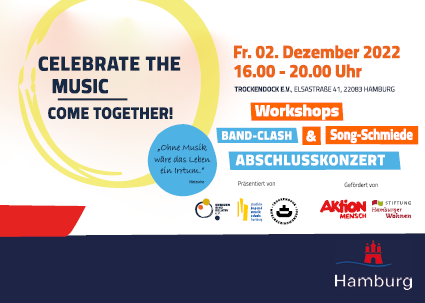 CELEBRATE THE
MUSIC
COME TOGETHER!
„Ohne Musik
wäre das Leben
ein Irrtum."
Nietzsche
Fr. 02. Dezember 2022
16.00 - 20.00 Uhr
TROCKENDOCK E.V., ELSASTRAßE 41, 22083 HAMBURG
Workshops
BAND-CLASH & Song-Schmiede
ABSCHLUSSKONZERT
Präsentiert von
Gefördert von
AKTION
MENSCH
STIFTUNG
Hamburger
Wohnen
Hamburg